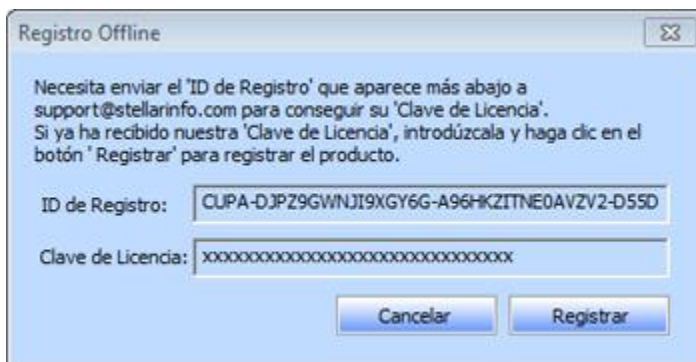 Registro Offline
Necesita enviar el 'ID de Registro' que aparece más abajo a
support@stellarinfo.com para conseguir su 'Clave de Licencia'.
Si ya ha recibido nuestra 'Clave de Licencia', introdúzcala y haga clic en el
botón ' Registrar' para registrar el producto.
ID de Registro: CUPA-DJPZ9GWNJI9XGY6G-A96HKZITNE0AVZV2-D55D
Clave de Licencia: xxxxxxxxxxxxxxxxxxxxxxxxxxxxxxx
Cancelar Registrar